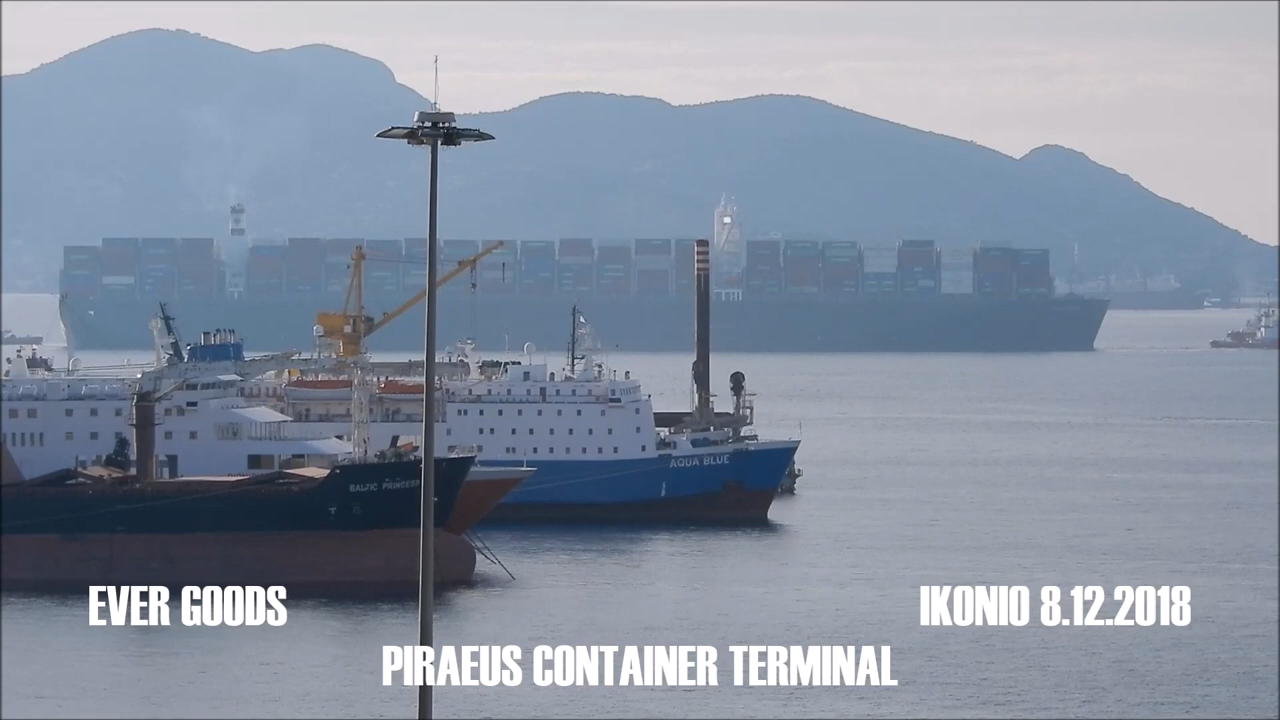 AQUA BLUE
BALTIC PRINCESS
EVER GOODS
IKONIO 8.12.2018
PIRAEUS CONTAINER TERMINAL